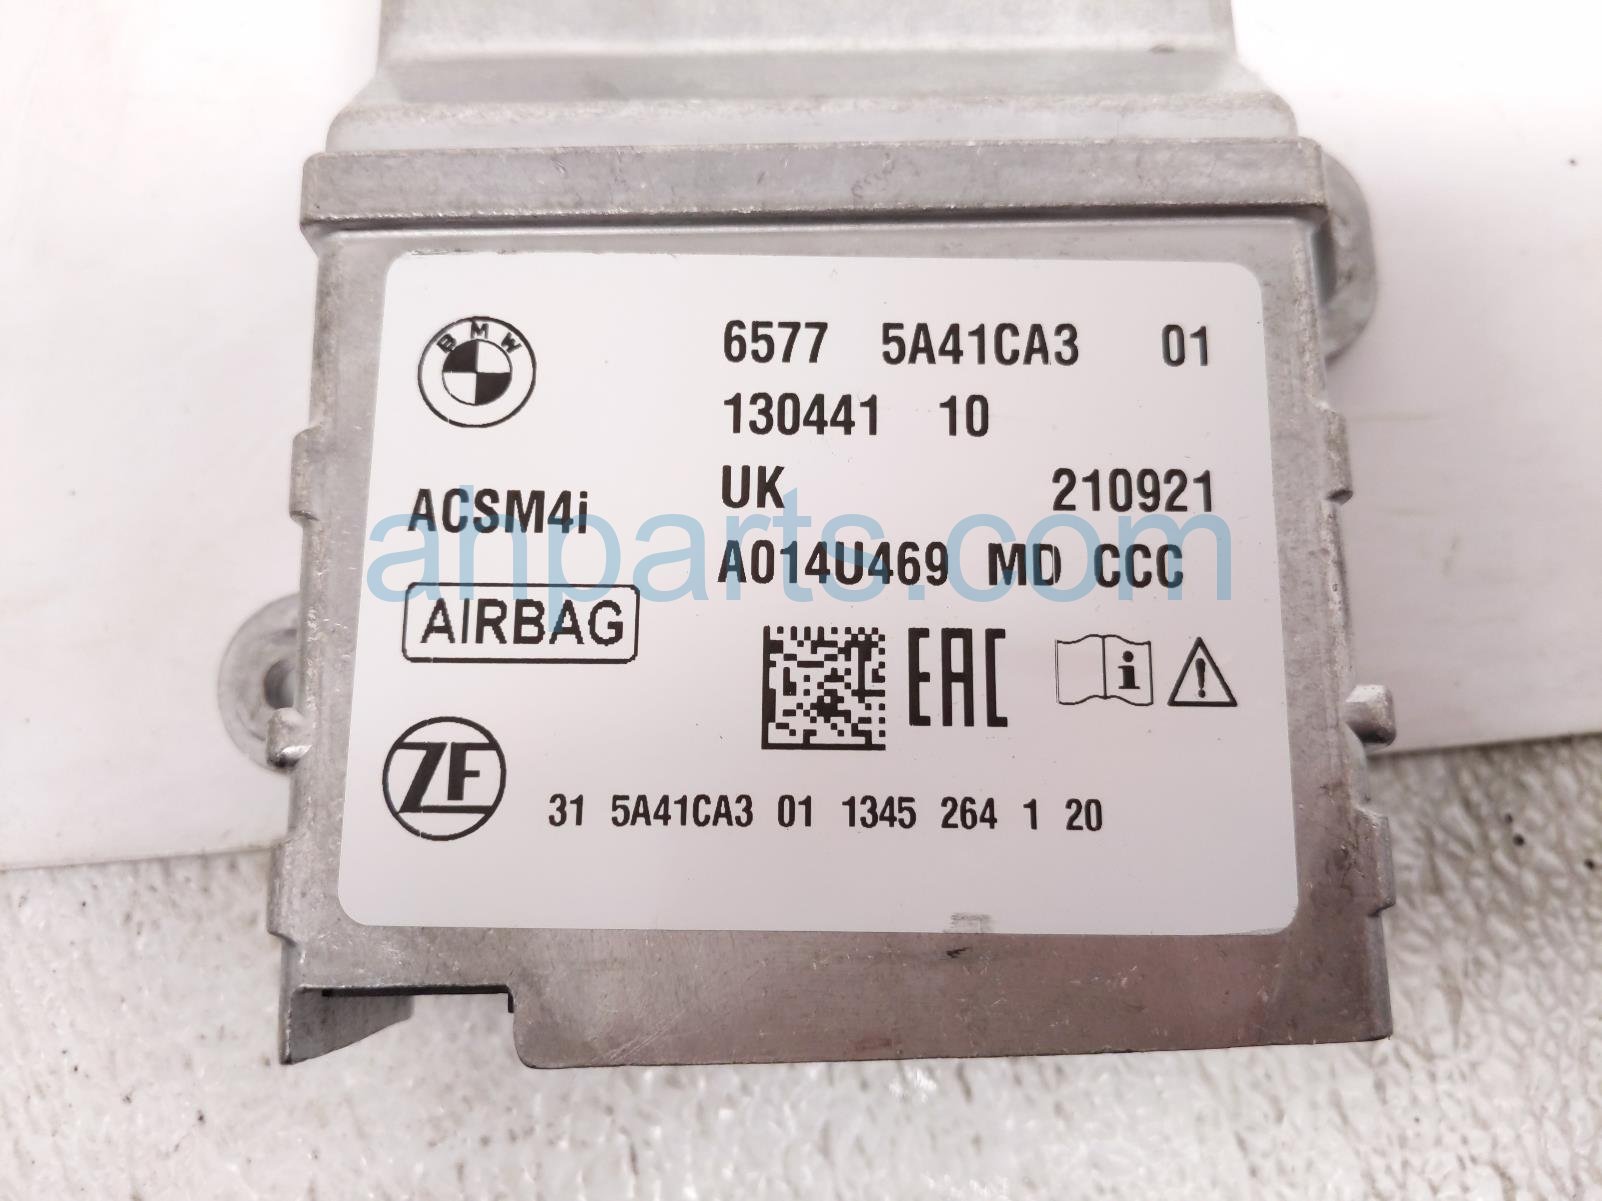 BMW
6577 5A41CA3 01
130441 10
UK 210921
ACSM4i
A014U469 MD CCC
ahparts.com
AIRBAG
EAC
i
!
ZF
31 5A41CA3 01 1345 264 1 20